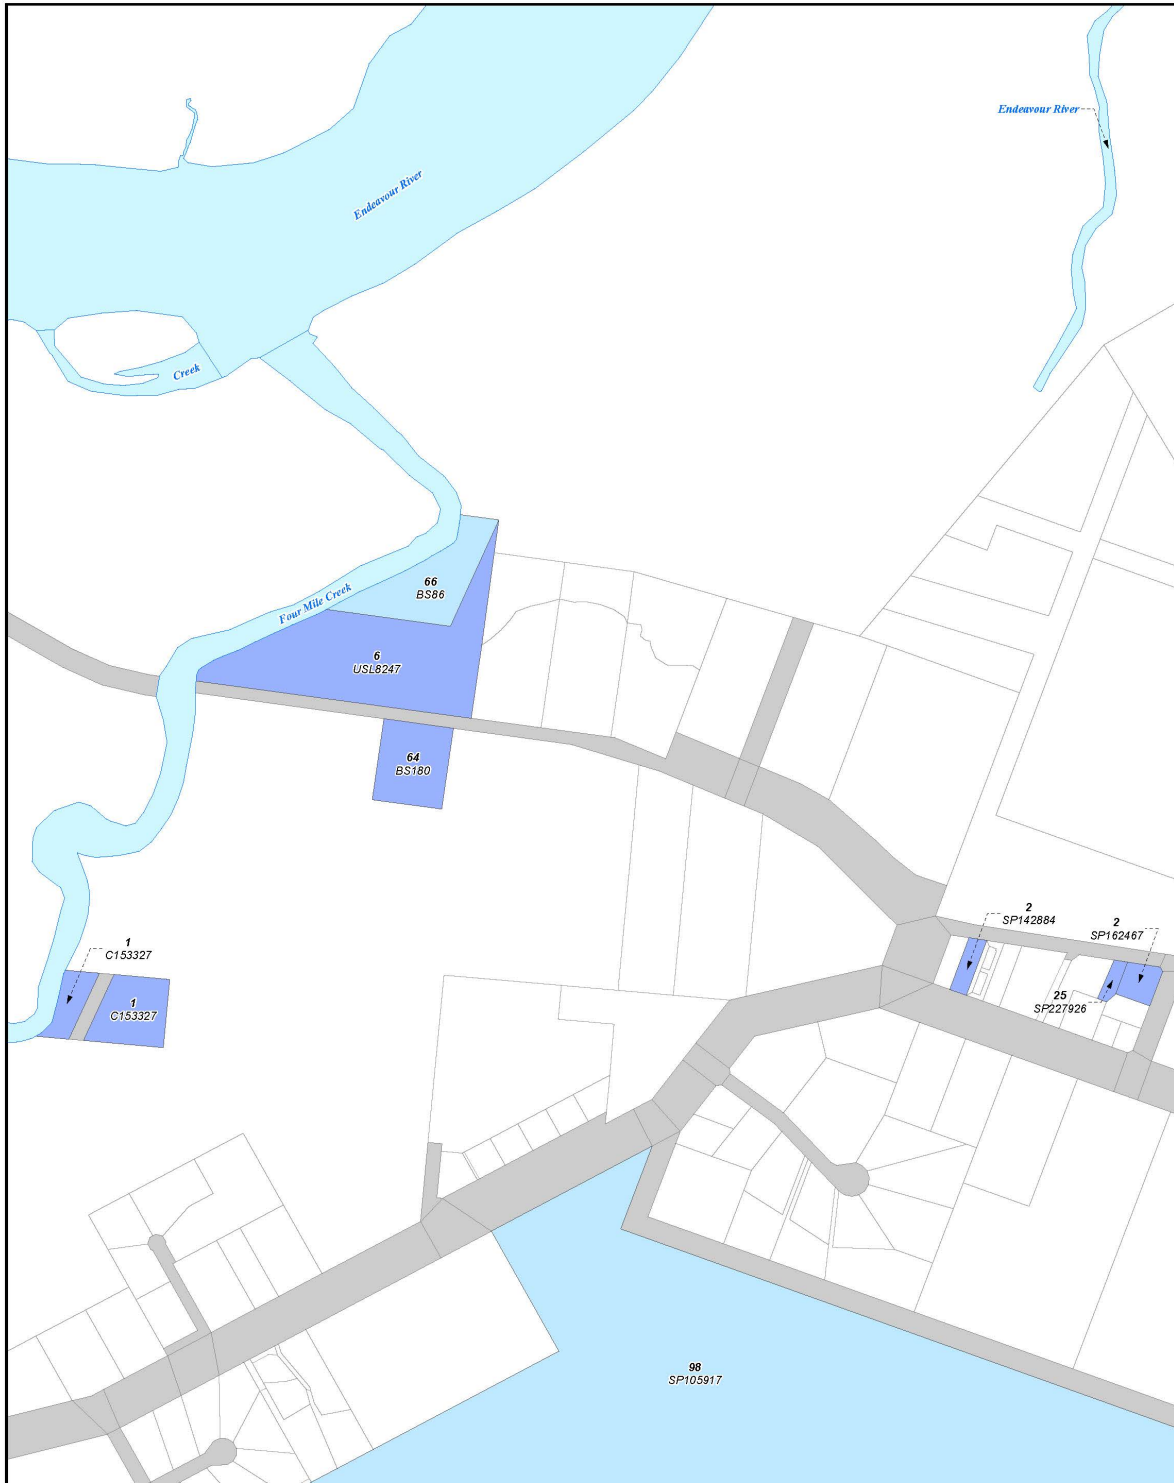 Endeavour River
Endeavour River
Creek
66
BS86
Four Mile Creek
6
USL8247
64
BS180
2
SP142884
2
SP162467
1
C153327
25
SP227926
1
C153327
98
SP105917